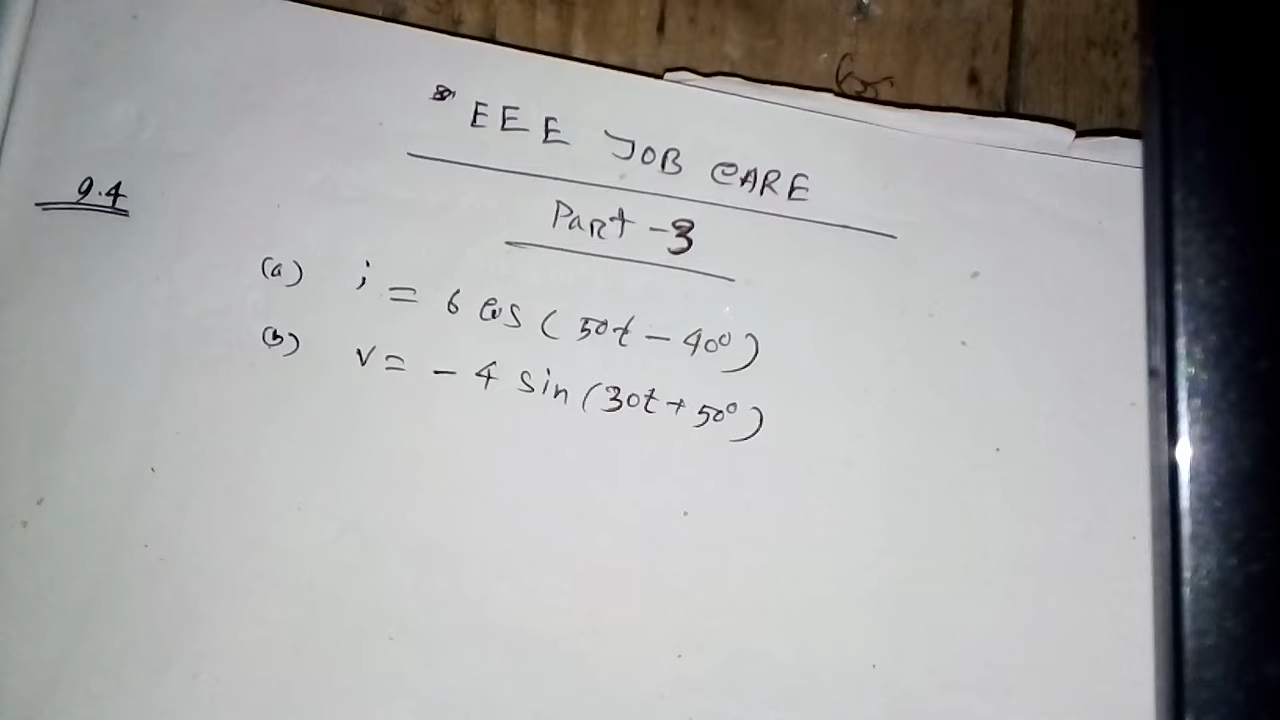 EEE JOB CARE
Part-3
9.4
(a) i = 6 cos (50t - 40°)
(b) v = - 4 sin (30t + 50°)